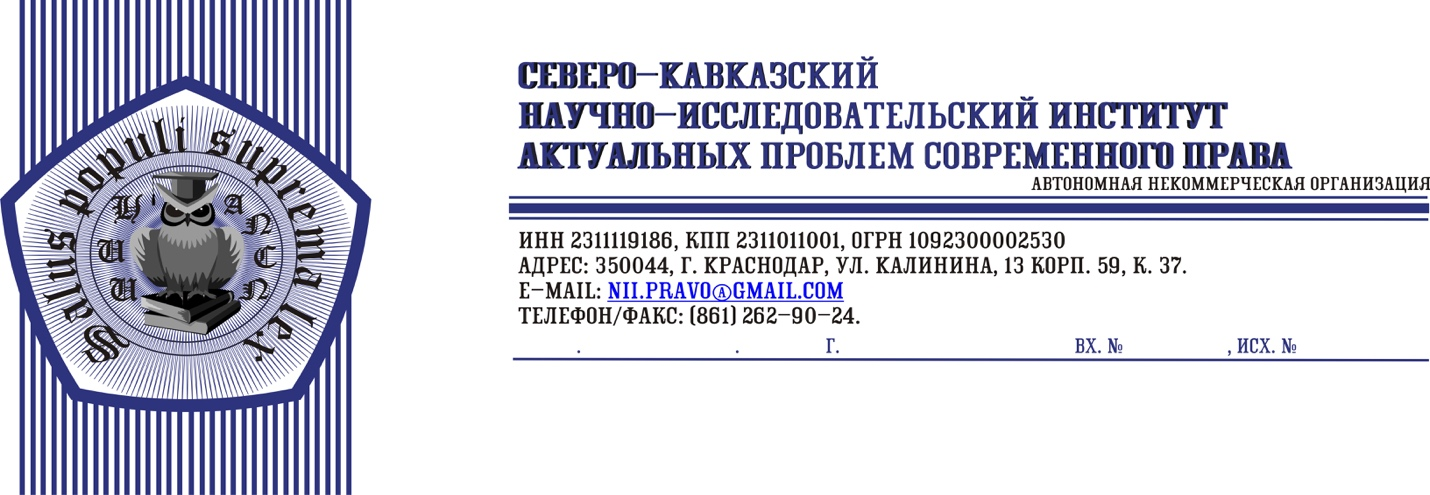 Salus populi suprema lex
НИИ
АПСП
СЕВЕРО-КАВКАЗСКИЙ
НАУЧНО-ИССЛЕДОВАТЕЛЬСКИЙ ИНСТИТУТ
АКТУАЛЬНЫХ ПРОБЛЕМ СОВРЕМЕННОГО ПРАВА
АВТОНОМНАЯ НЕКОММЕРЧЕСКАЯ ОРГАНИЗАЦИЯ
ИНН 2311119186, КПП 2311011001, ОГРН 1092300002530
АДРЕС: 350044, Г. КРАСНОДАР, УЛ. КАЛИНИНА, 13 КОРП. 59, К. 37.
E-MAIL: NII.PRAVO@GMAIL.COM
ТЕЛЕФОН/ФАКС: (861) 262-90-24.
. . Г. ВХ. № , ИСХ. №